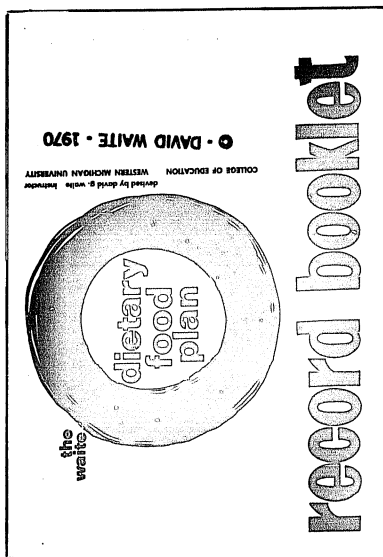 the
waite
dietary
food
plan
devised by david g. waite instructor
COLLEGE OF EDUCATION WESTERN MICHIGAN UNIVERSITY
© - DAVID WAITE - 1970
record booklet